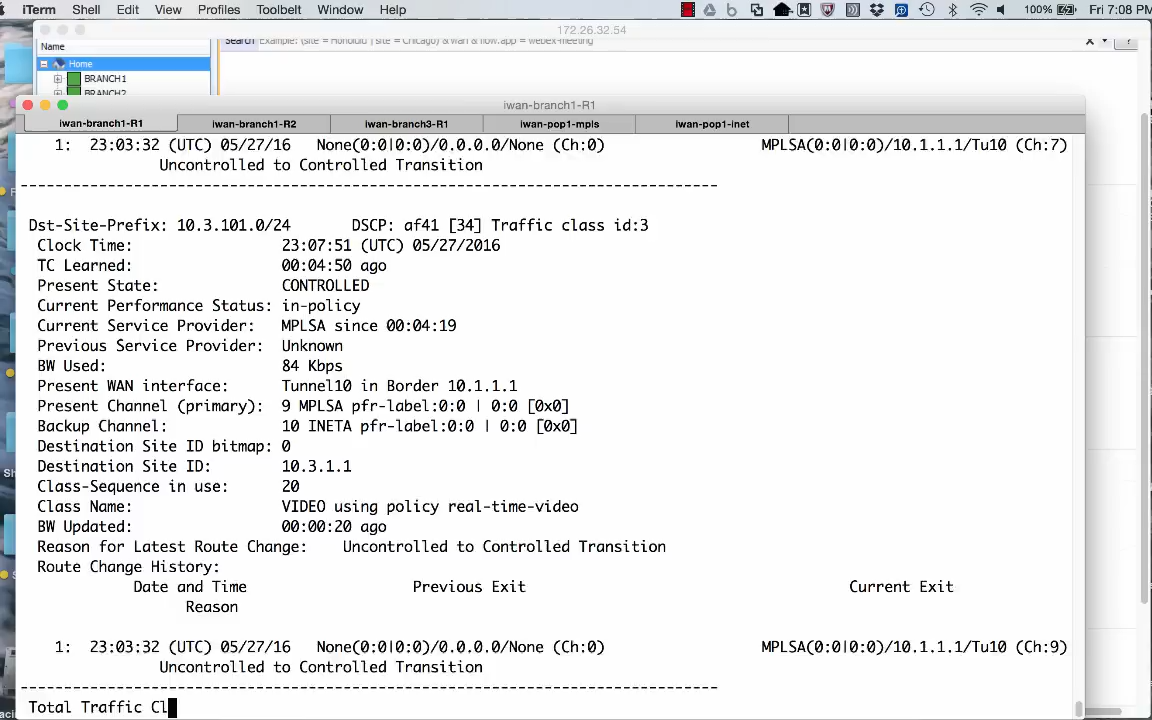 iTerm Shell Edit View Profiles Toolbelt Window Help 100% Fri 7:08 PM
172.26.32.54
Name
Search Example: (site = Honolulu | site = Chicago) & wan & flow.app = webex-meeting
Home
BRANCH1
BRANCH2
iwan-branch1-R1
iwan-branch1-R1 iwan-branch1-R2 iwan-branch3-R1 iwan-pop1-mpls iwan-pop1-inet
1: 23:03:32 (UTC) 05/27/16 None(0:0|0:0)/0.0.0.0/None (Ch:0) MPLSA(0:0|0:0)/10.1.1.1/Tu10 (Ch:7)
Uncontrolled to Controlled Transition
--------------------------------------------------------------------------------
Dst-Site-Prefix: 10.3.101.0/24 DSCP: af41 [34] Traffic class id:3
Clock Time: 23:07:51 (UTC) 05/27/2016
TC Learned: 00:04:50 ago
Present State: CONTROLLED
Current Performance Status: in-policy
Current Service Provider: MPLSA since 00:04:19
Previous Service Provider: Unknown
BW Used: 84 Kbps
Present WAN interface: Tunnel10 in Border 10.1.1.1
Present Channel (primary): 9 MPLSA pfr-label:0:0 | 0:0 [0x0]
Backup Channel: 10 INETA pfr-label:0:0 | 0:0 [0x0]
Destination Site ID bitmap: 0
Destination Site ID: 10.3.1.1
Class-Sequence in use: 20
Class Name: VIDEO using policy real-time-video
BW Updated: 00:00:20 ago
Reason for Latest Route Change: Uncontrolled to Controlled Transition
Route Change History:
Date and Time Previous Exit Current Exit
Reason
1: 23:03:32 (UTC) 05/27/16 None(0:0|0:0)/0.0.0.0/None (Ch:0) MPLSA(0:0|0:0)/10.1.1.1/Tu10 (Ch:9)
Uncontrolled to Controlled Transition
--------------------------------------------------------------------------------
Total Traffic Cl